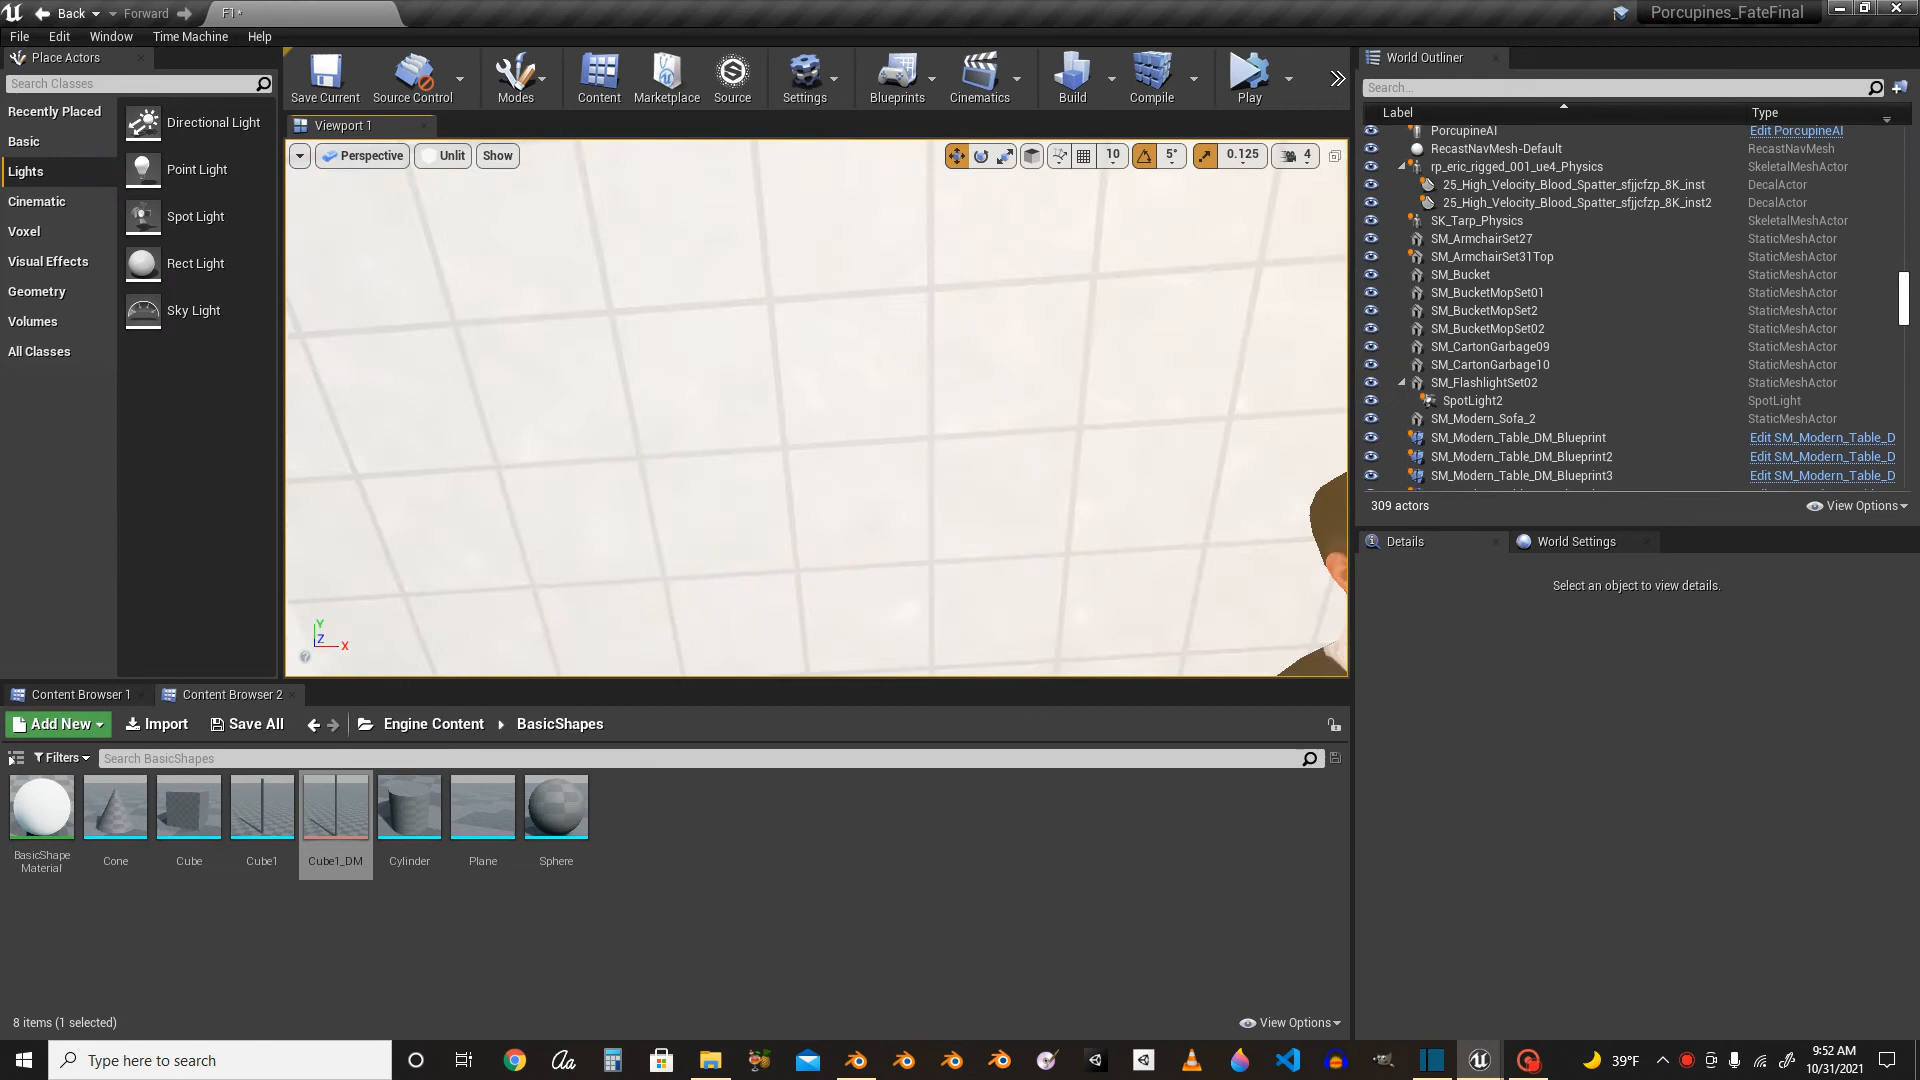 Back Forward F1* Porcupines_FateFinal
File Edit Window Time Machine Help
Place Actors
Search Classes
Recently Placed
Basic
Lights
Cinematic
Voxel
Visual Effects
Geometry
Volumes
All Classes
Directional Light
Point Light
Spot Light
Rect Light
Sky Light
Save Current Source Control Modes Content Marketplace Source Settings Blueprints Cinematics Build Compile Play
Viewport 1
Perspective Unlit Show 10 5° 0.125 4
Y
Z
X
World Outliner
Search...
Label Type
PorcupineAI Edit PorcupineAI
RecastNavMesh-Default RecastNavMesh
rp_eric_rigged_001_ue4_Physics SkeletalMeshActor
25_High_Velocity_Blood_Spatter_sfjjcfzp_8K_inst DecalActor
25_High_Velocity_Blood_Spatter_sfjjcfzp_8K_inst2 DecalActor
SK_Tarp_Physics SkeletalMeshActor
SM_ArmchairSet27 StaticMeshActor
SM_ArmchairSet31Top StaticMeshActor
SM_Bucket StaticMeshActor
SM_BucketMopSet01 StaticMeshActor
SM_BucketMopSet2 StaticMeshActor
SM_BucketMopSet02 StaticMeshActor
SM_CartonGarbage09 StaticMeshActor
SM_CartonGarbage10 StaticMeshActor
SM_FlashlightSet02 StaticMeshActor
SpotLight2 SpotLight
SM_Modern_Sofa_2 StaticMeshActor
SM_Modern_Table_DM_Blueprint Edit SM_Modern_Table_D
SM_Modern_Table_DM_Blueprint2 Edit SM_Modern_Table_D
SM_Modern_Table_DM_Blueprint3 Edit SM_Modern_Table_D
309 actors View Options
Details World Settings
Select an object to view details.
Content Browser 1 Content Browser 2
Add New Import Save All Engine Content BasicShapes
Filters Search BasicShapes
BasicShape
Material Cone Cube Cube1 Cube1_DM Cylinder Plane Sphere
8 items (1 selected) View Options
Type here to search 39°F 9:52 AM
10/31/2021